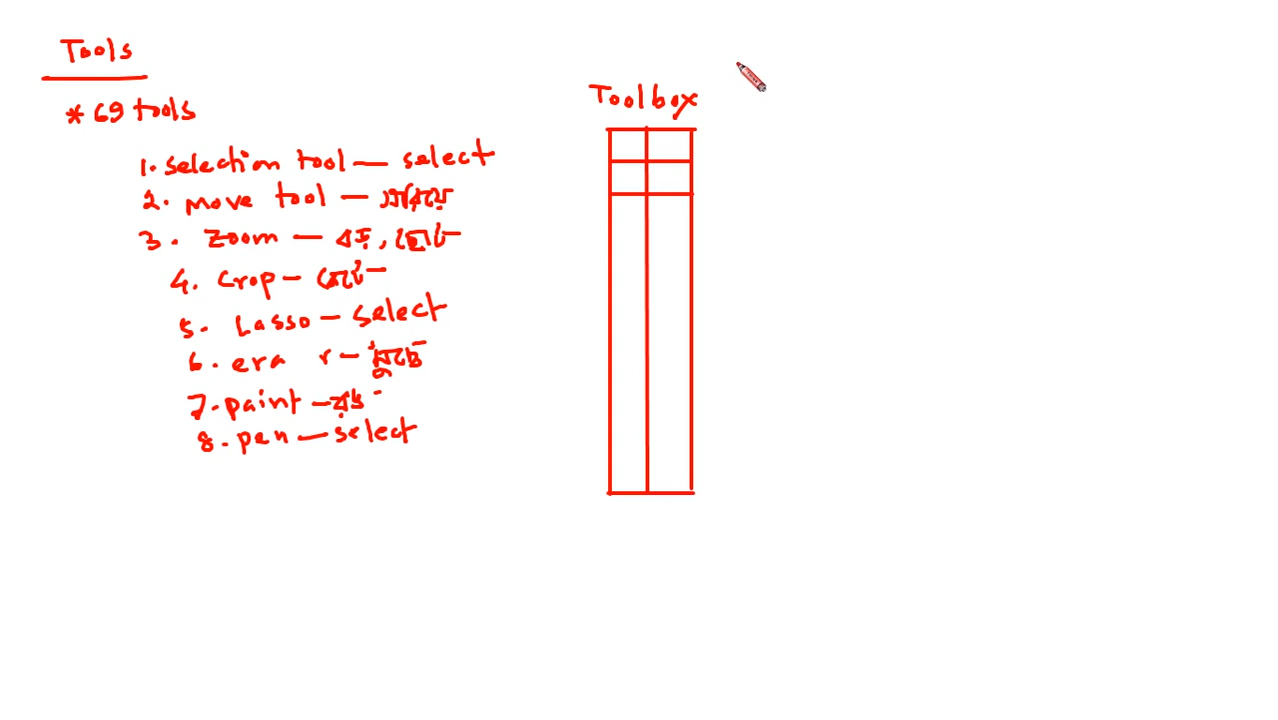 Tools
* 69 tools
1. selection tool — select
2. move tool —
3. Zoom —
4. crop —
5. Lasso — select
6. era r —
7. paint —
8. pen — select
Toolbox